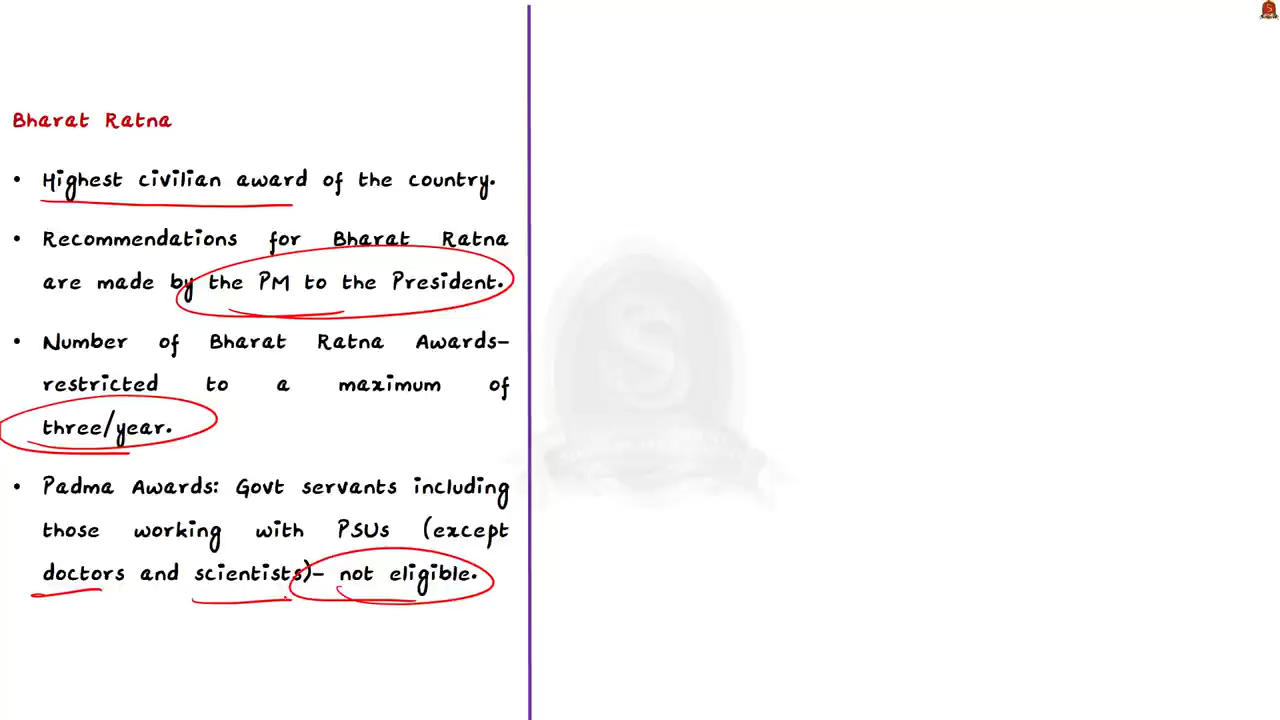 Bharat Ratna
• Highest civilian award of the country.
• Recommendations for Bharat Ratna
are made by the PM to the President.
• Number of Bharat Ratna Awards-
restricted to a maximum of
three/year.
• Padma Awards: Govt servants including
those working with PSUs (except
doctors and scientists)- not eligible.